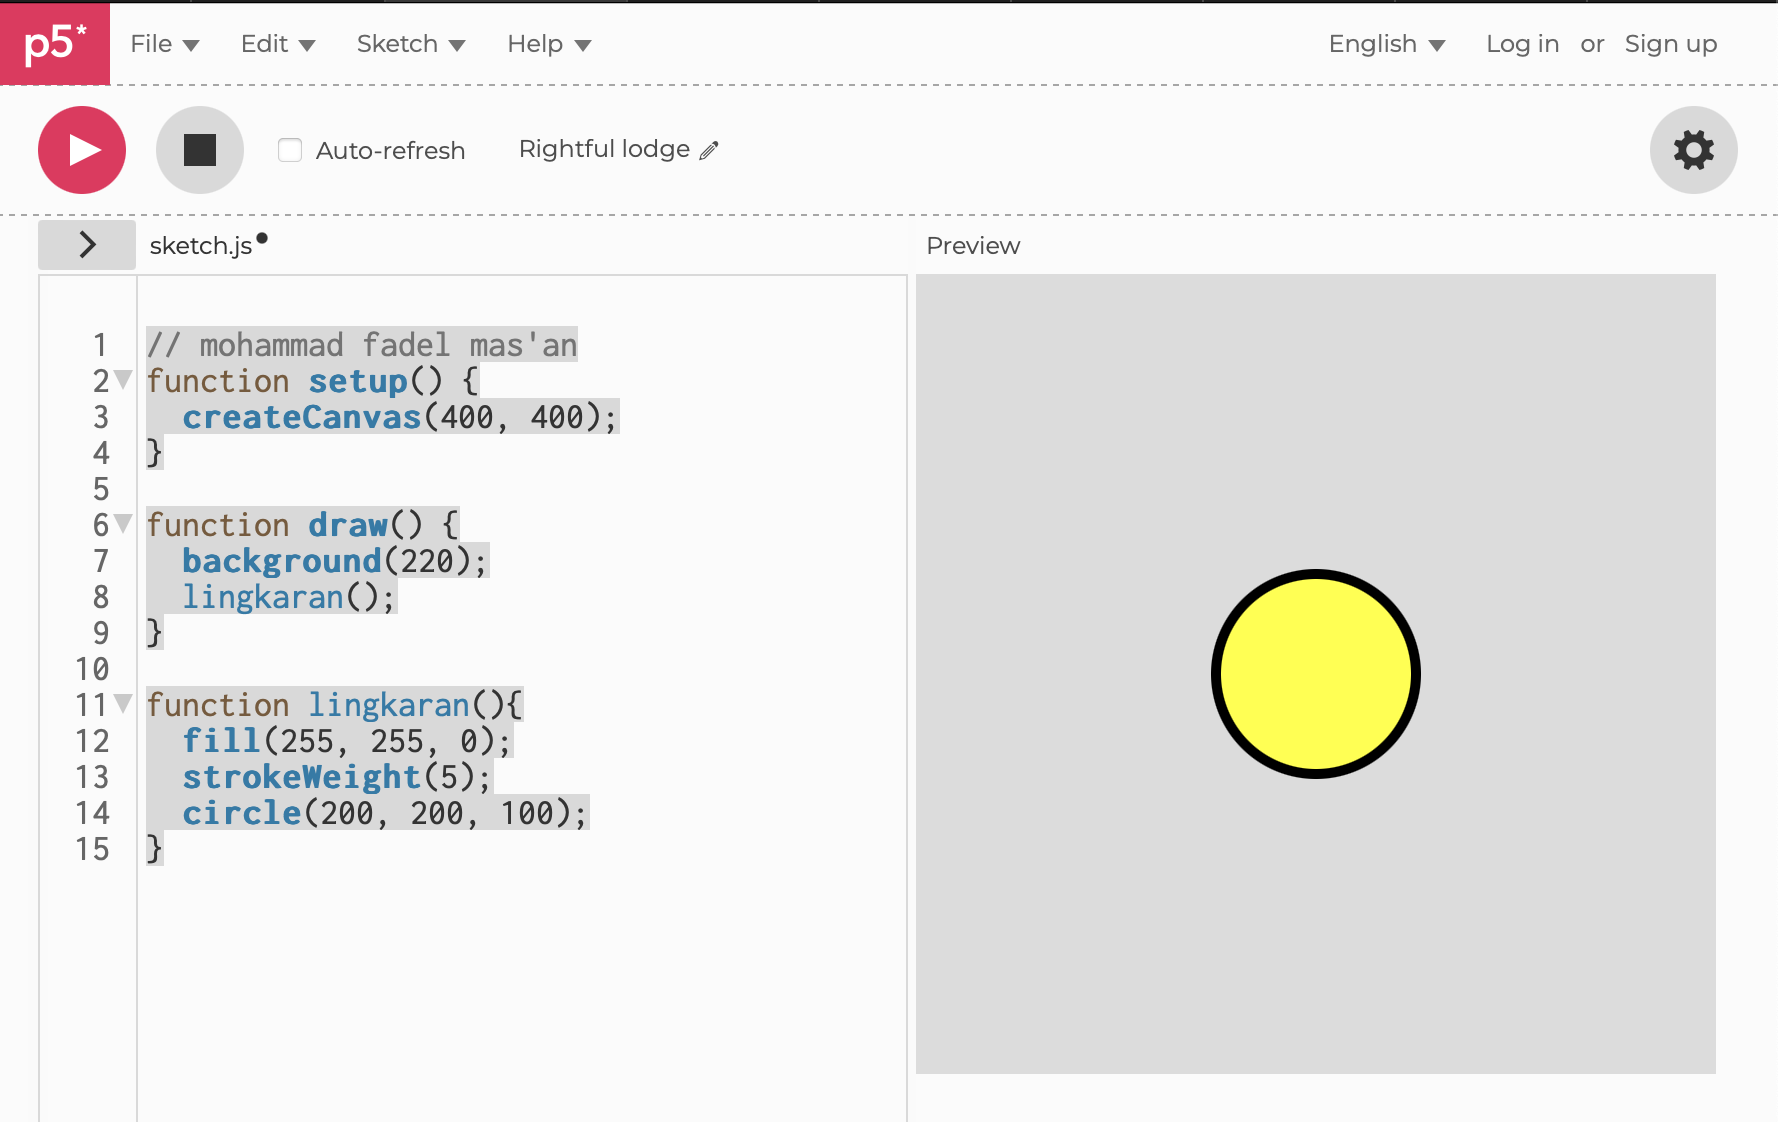 p5* File Edit Sketch Help English Log in or Sign up
Auto-refresh Rightful lodge
sketch.js Preview
1 // mohammad fadel mas'an
2 function setup() {
3 createCanvas(400, 400);
4 }
5
6 function draw() {
7 background(220);
8 lingkaran();
9 }
10
11 function lingkaran(){
12 fill(255, 255, 0);
13 strokeWeight(5);
14 circle(200, 200, 100);
15 }